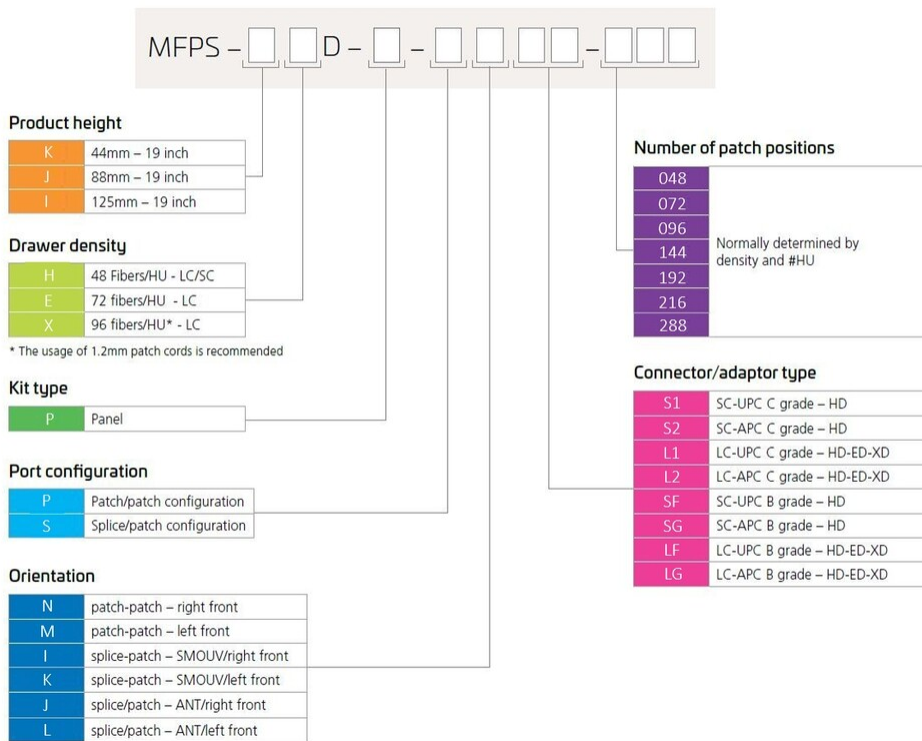 MFPS – D – – –
Product height
K 44mm – 19 inch
J 88mm – 19 inch
I 125mm – 19 inch
Drawer density
H 48 Fibers/HU - LC/SC
E 72 fibers/HU - LC
X 96 fibers/HU* - LC
* The usage of 1.2mm patch cords is recommended
Kit type
P Panel
Port configuration
P Patch/patch configuration
S Splice/patch configuration
Orientation
N patch-patch – right front
M patch-patch – left front
I splice-patch – SMOUV/right front
K splice-patch – SMOUV/left front
J splice/patch – ANT/right front
L splice/patch – ANT/left front
Number of patch positions
048
072
096
144
192
216
288
Normally determined by
density and #HU
Connector/adaptor type
S1 SC-UPC C grade – HD
S2 SC-APC C grade – HD
L1 LC-UPC C grade – HD-ED-XD
L2 LC-APC C grade – HD-ED-XD
SF SC-UPC B grade – HD
SG SC-APC B grade – HD
LF LC-UPC B grade – HD-ED-XD
LG LC-APC B grade – HD-ED-XD